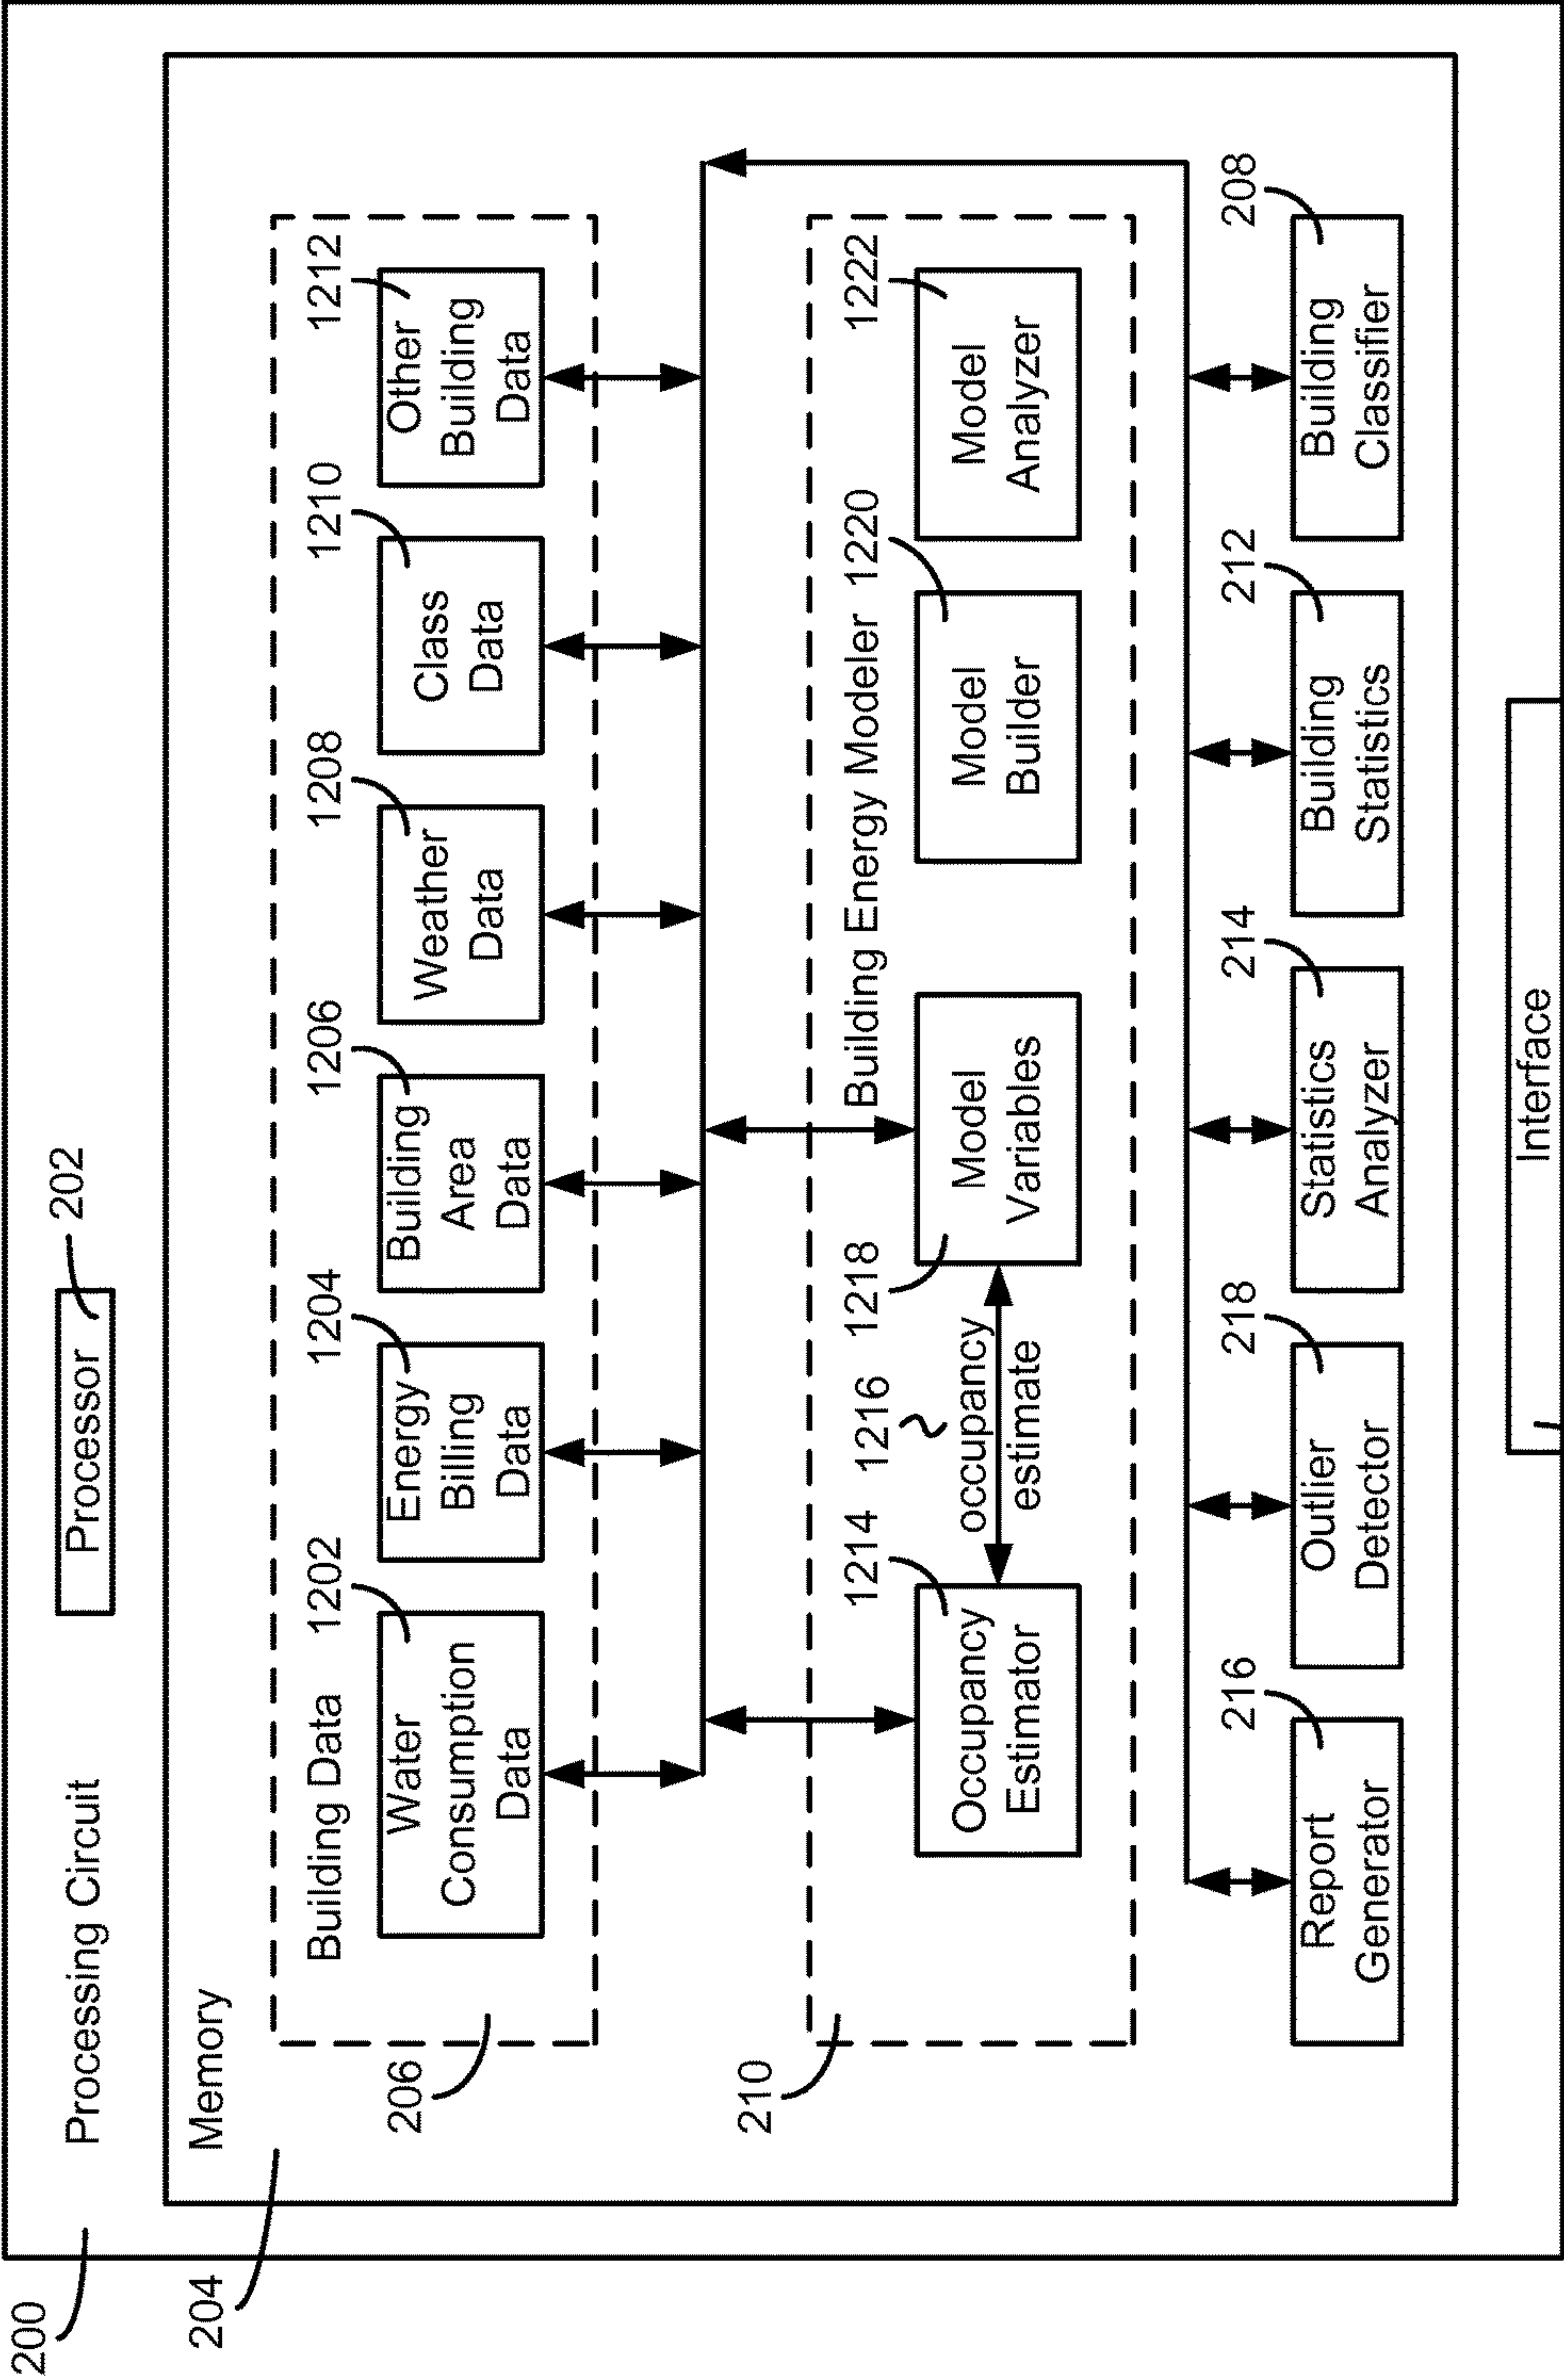 200
Processing Circuit
Processor
202
204
Memory
206
Building Data
1202
Water
Consumption
Data
1204
Energy
Billing
Data
1206
Building
Area
Data
1208
Weather
Data
1210
Class
Data
1212
Other
Building
Data
210
Building Energy Modeler
1214
Occupancy
Estimator
1216
occupancy
estimate
1218
Model
Variables
1220
Model
Builder
1222
Model
Analyzer
216
Report
Generator
218
Outlier
Detector
214
Statistics
Analyzer
212
Building
Statistics
208
Building
Classifier
Interface